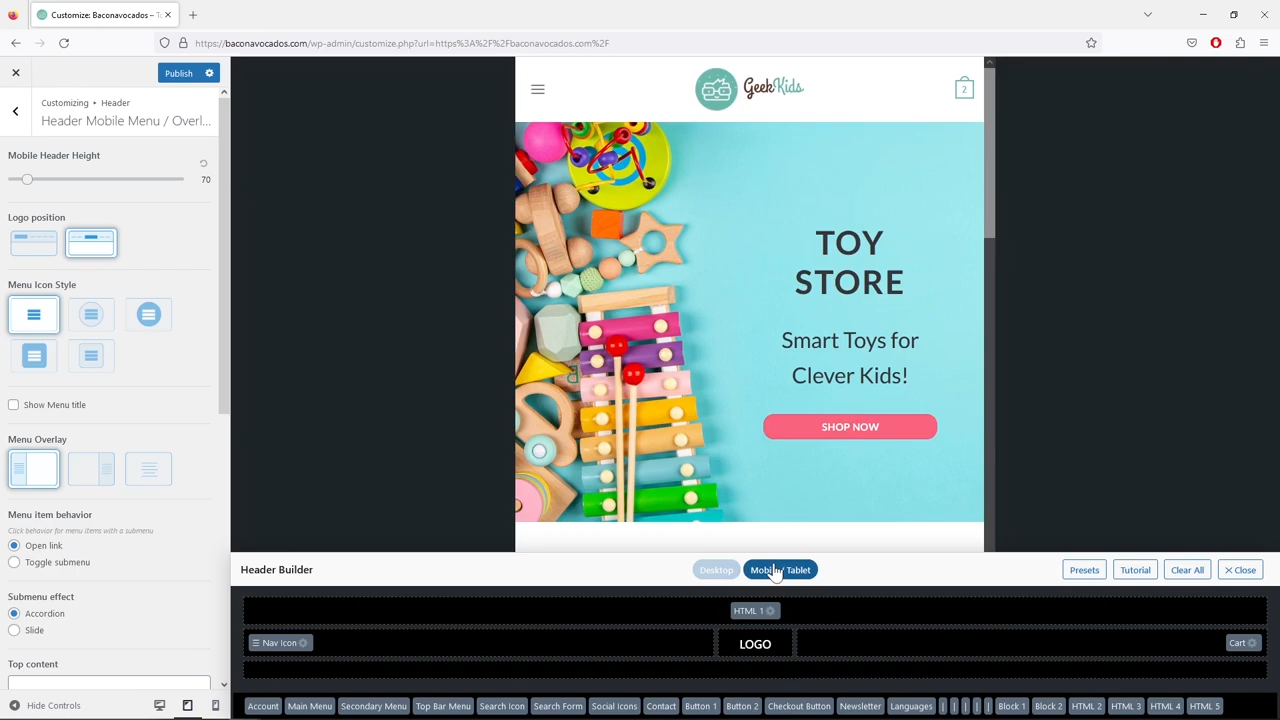 Customize: Baconavocados – To
https://baconavocados.com/wp-admin/customize.php?url=https%3A%2F%2Fbaconavocados.com%2F
Publish
Customizing • Header
Header Mobile Menu / Overl...
Mobile Header Height
70
Logo position
Menu Icon Style
Show Menu title
Menu Overlay
Menu item behavior
Click behavior for menu items with a submenu
Open link
Toggle submenu
Submenu effect
Accordion
Slide
Top content
Hide Controls
GeekKids
2
TOY
STORE
Smart Toys for
Clever Kids!
SHOP NOW
Header Builder
Desktop
Mobile / Tablet
Presets
Tutorial
Clear All
Close
HTML 1
Nav Icon
LOGO
Cart
Account Main Menu Secondary Menu Top Bar Menu Search Icon Search Form Social Icons Contact Button 1 Button 2 Checkout Button Newsletter Languages | | | | | Block 1 Block 2 HTML 2 HTML 3 HTML 4 HTML 5